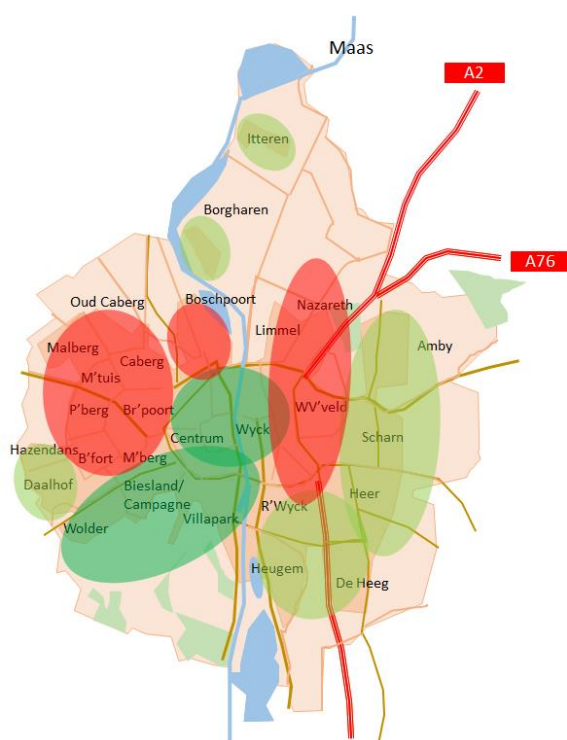 Maas
A2
Itteren
Borgharen
A76
Oud Caberg
Boschpoort
Nazareth
Limmel
Malberg
Caberg
Amby
M'tuis
P'berg
Br'poort
WV'veld
Wyck
Centrum
Scharn
Hazendans
B'fort
M'berg
Daalhof
Biesland/
Campagne
Heer
R'Wyck
Wolder
Villapark
Heugem
De Heeg